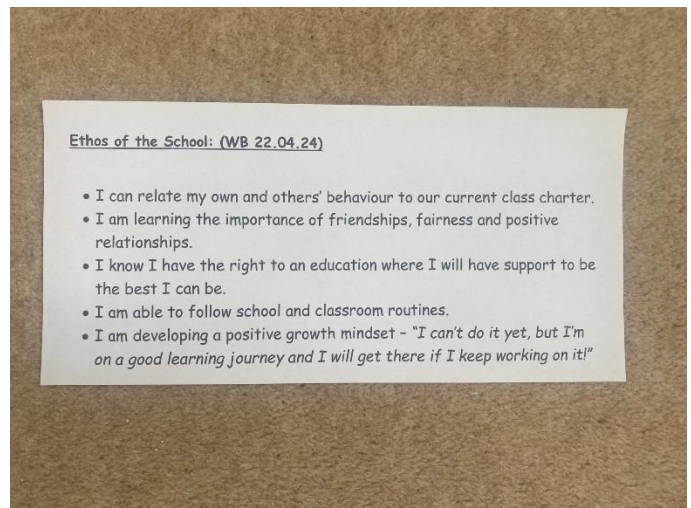 Ethos of the School: (WB 22.04.24)
• I can relate my own and others' behaviour to our current class charter.
• I am learning the importance of friendships, fairness and positive
relationships.
• I know I have the right to an education where I will have support to be
the best I can be.
• I am able to follow school and classroom routines.
• I am developing a positive growth mindset – "I can't do it yet, but I'm
on a good learning journey and I will get there if I keep working on it!"